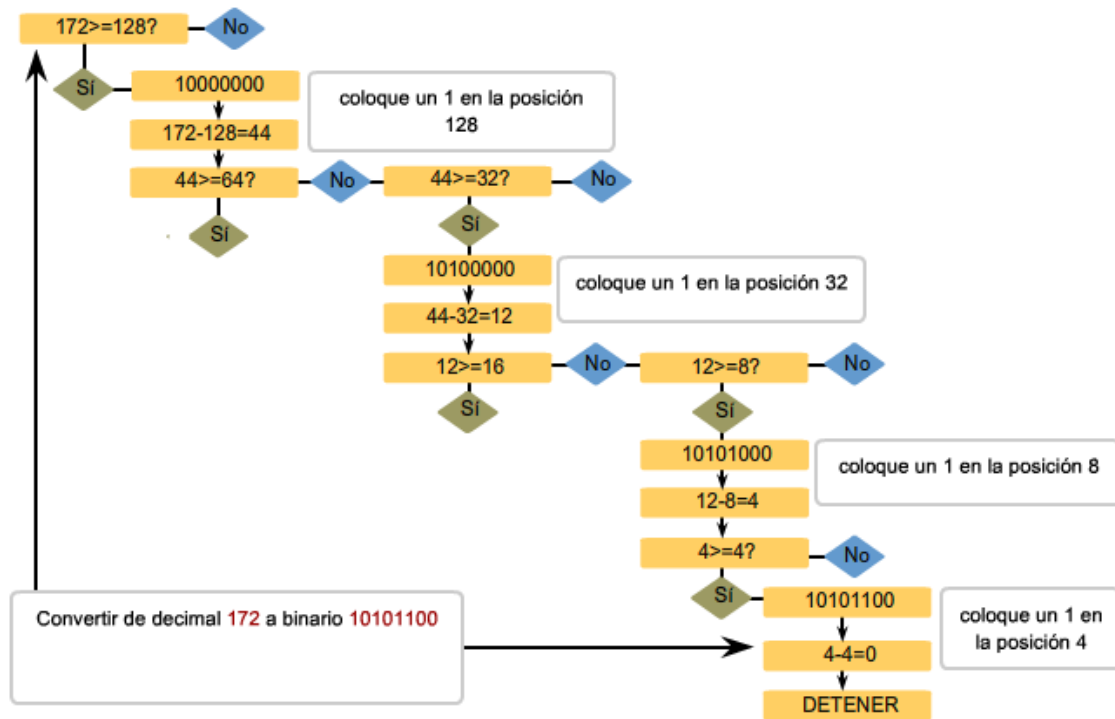 172>=128?
No
Sí
10000000
coloque un 1 en la posición
128
172-128=44
44>=64?
No
44>=32?
No
Sí
Sí
10100000
coloque un 1 en la posición 32
44-32=12
12>=16
No
12>=8?
No
Sí
Sí
10101000
coloque un 1 en la posición 8
12-8=4
4>=4?
No
Sí
10101100
coloque un 1 en
la posición 4
Convertir de decimal 172 a binario 10101100
4-4=0
DETENER